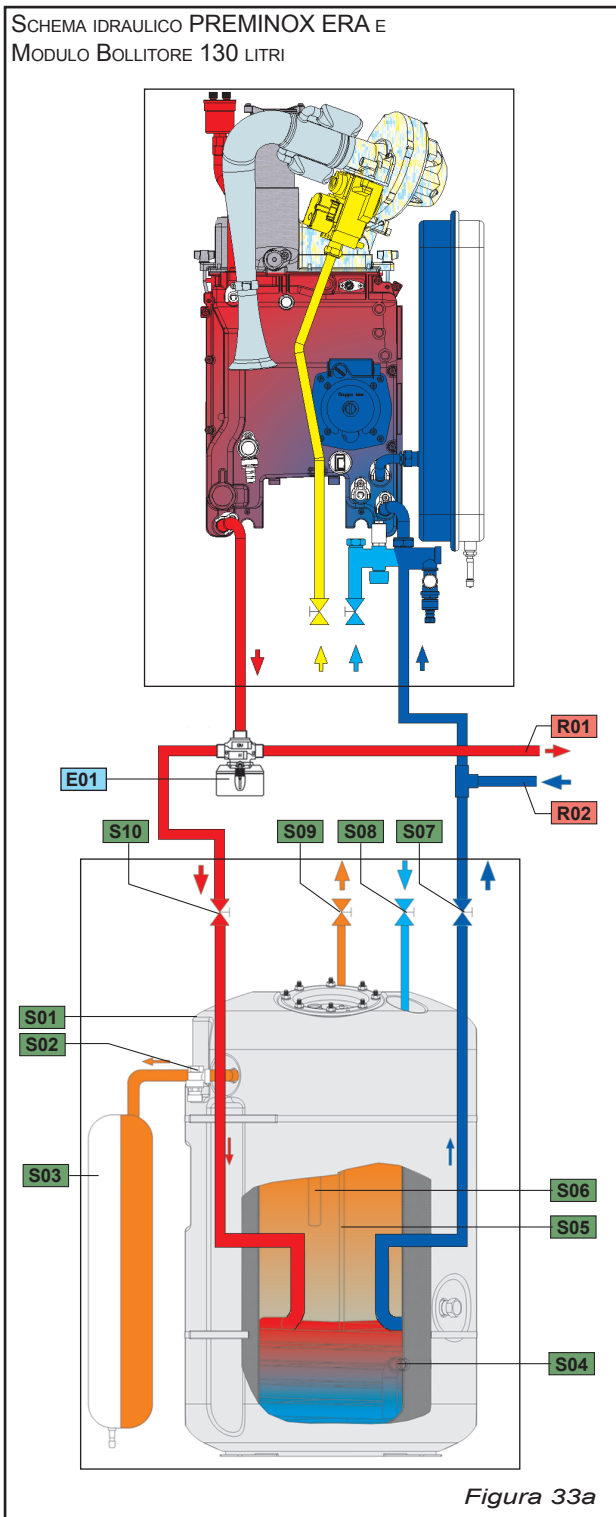 SCHEMA IDRAULICO PREMINOX ERA E
MODULO BOLLITORE 130 LITRI
R01
E01
R02
S10
S09
S08
S07
S01
S02
S03
S06
S05
S04
Figura 33a